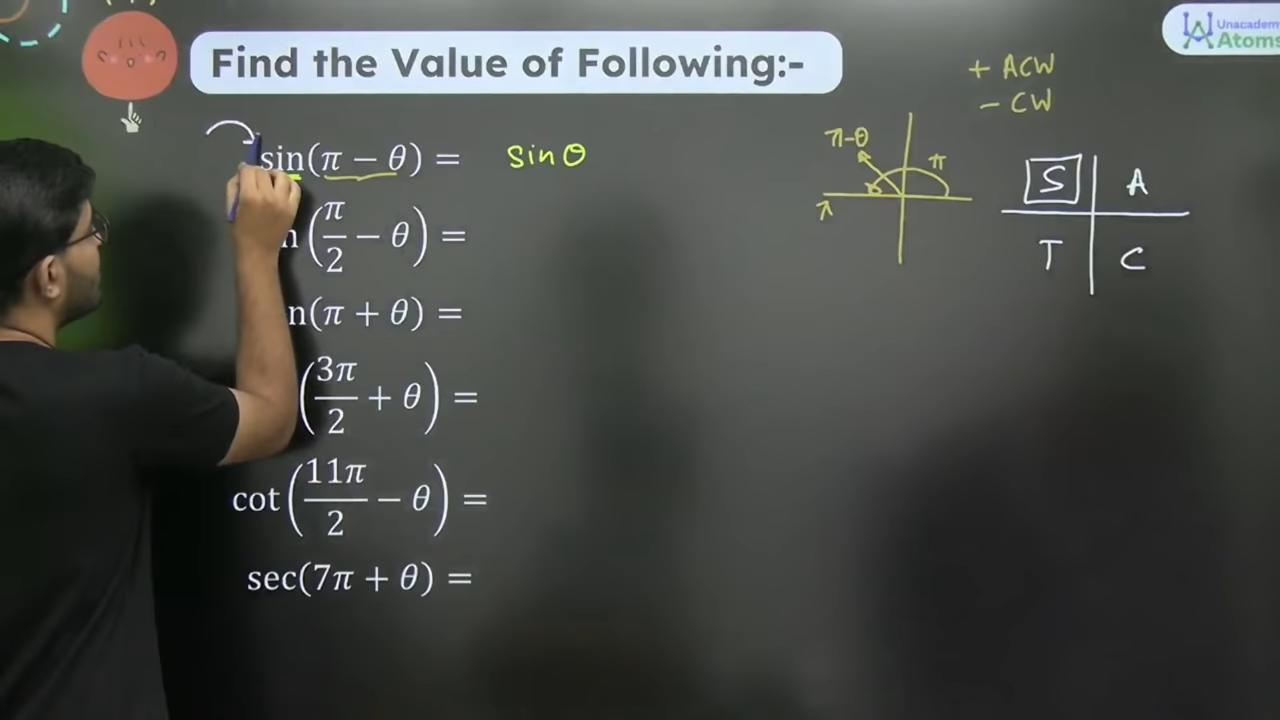 Find the Value of Following:-
Unacademy
Atoms
+ ACW
- CW
sin(π − θ) = sin θ
π-θ
π
S A
T C
n(π/2 − θ) =
n(π + θ) =
(3π/2 + θ) =
cot(11π/2 − θ) =
sec(7π + θ) =